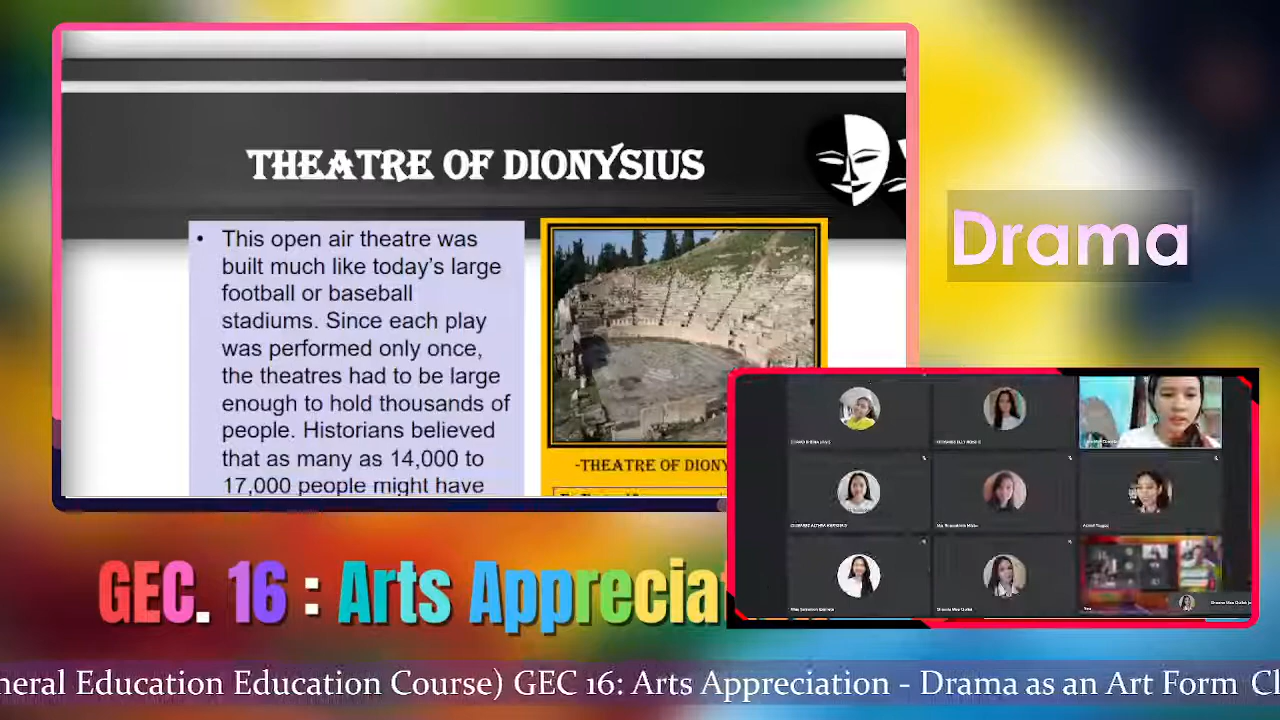 THEATRE OF DIONYSIUS
• This open air theatre was
built much like today's large
football or baseball
stadiums. Since each play
was performed only once,
the theatres had to be large
enough to hold thousands of
people. Historians believed
that as many as 14,000 to
17,000 people might have
-THEATRE OF DIONY
Drama
GEC. 16 : Arts Apprecia
neral Education Education Course) GEC 16: Arts Appreciation - Drama as an Art Form Cl